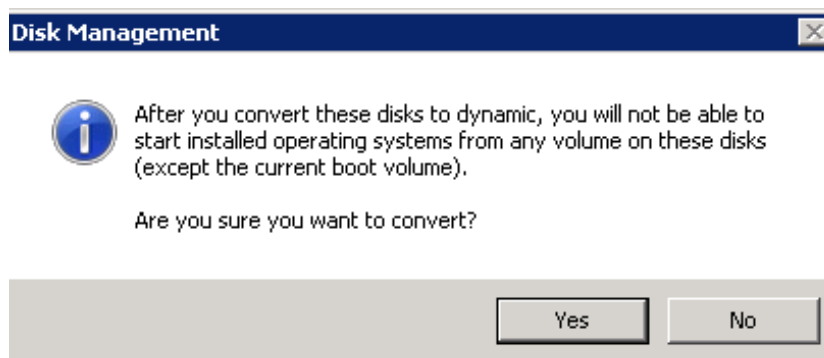 Disk Management
After you convert these disks to dynamic, you will not be able to
start installed operating systems from any volume on these disks
(except the current boot volume).
Are you sure you want to convert?
Yes No